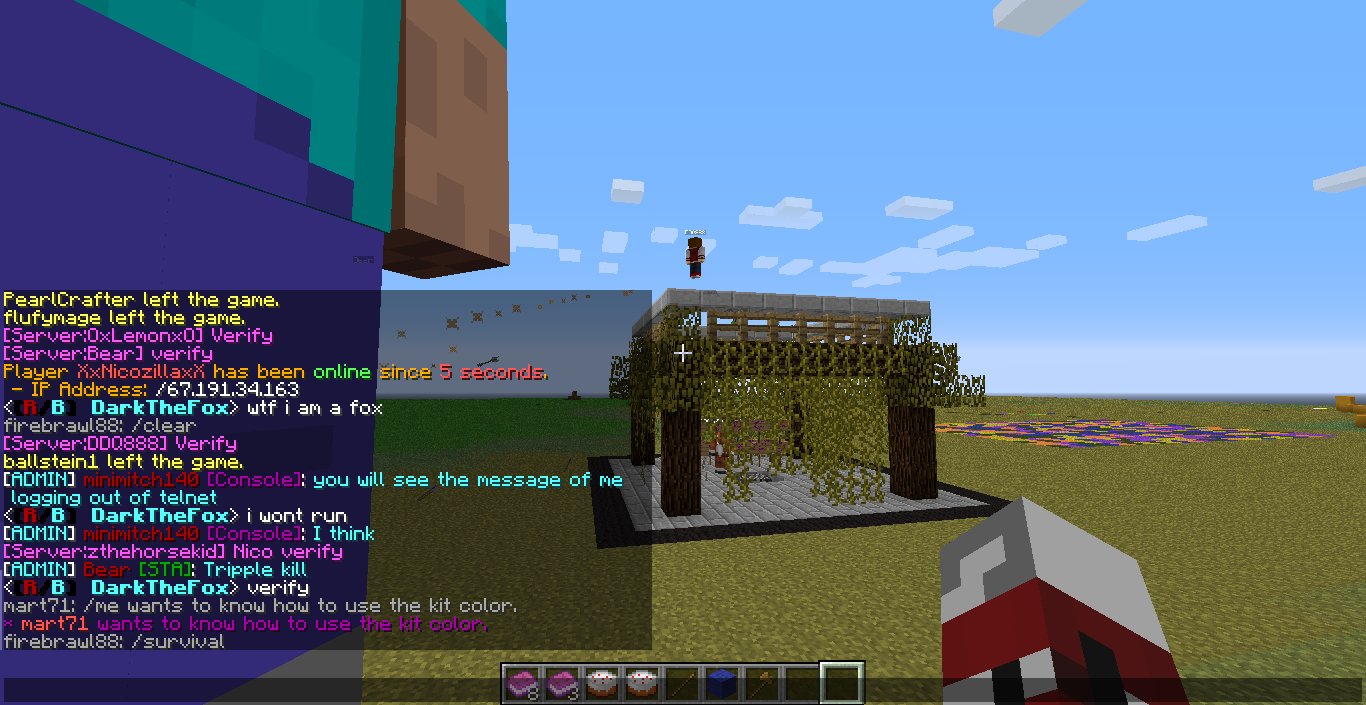 PearlCrafter left the game.
flufymage left the game.
[Server:0xLemonx0] Verify
[Server:Bear] verify
Player XxNicozillaxX has been online since 5 seconds.
- IP Address: /67.191.34.163
< R/B DarkTheFox> wtf i am a fox
firebrawl88: /clear
[Server:DDQ888] Verify
ballstein1 left the game.
[ADMIN] minimitch140 [Console]: you will see the message of me
logging out of telnet
< R/B DarkTheFox> i wont run
[ADMIN] minimitch140 [Console]: I think
[Server:zthehorsekid] Nico verify
[ADMIN] Bear [STA]: Tripple kill
< R/B DarkTheFox> verify
mart71: /me wants to know how to use the kit color.
* mart71 wants to know how to use the kit color.
firebrawl88: /survival
8
3